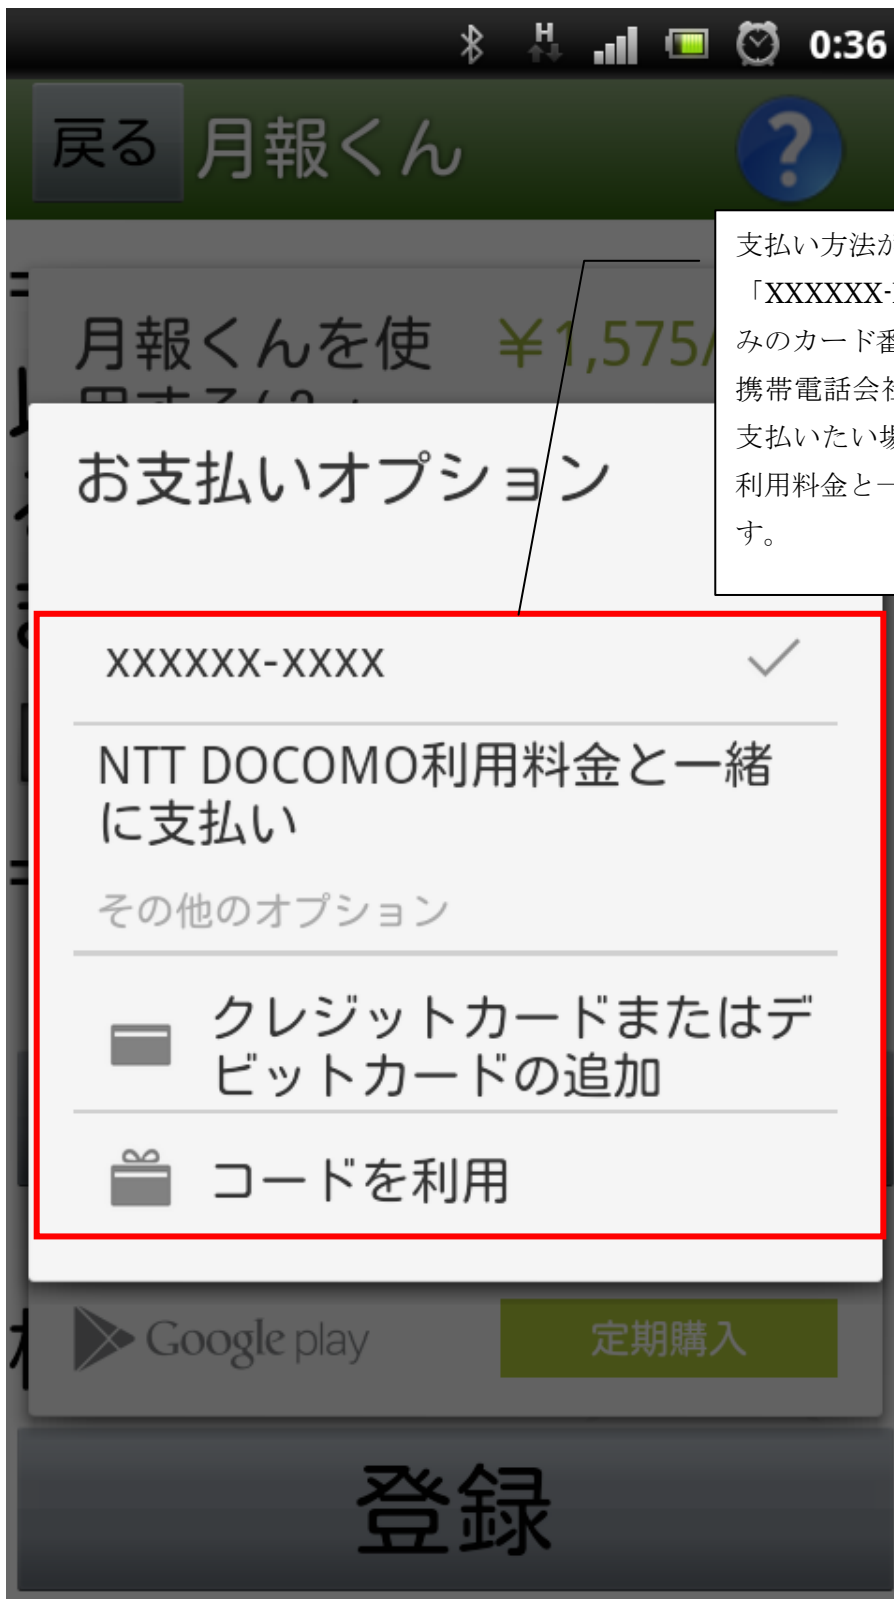 H
0:36
戻る
月報くん
?
支払い方法が
「XXXXXX-
みのカード番
携帯電話会社
支払いたい場
利用料金と一
す。
月報くんを使
¥1,575/
お支払いオプション
xxxxxx-xxxx
NTT DOCOMO利用料金と一緒
に支払い
その他のオプション
クレジットカードまたはデ
ビットカードの追加
コードを利用
Google play
定期購入
登録